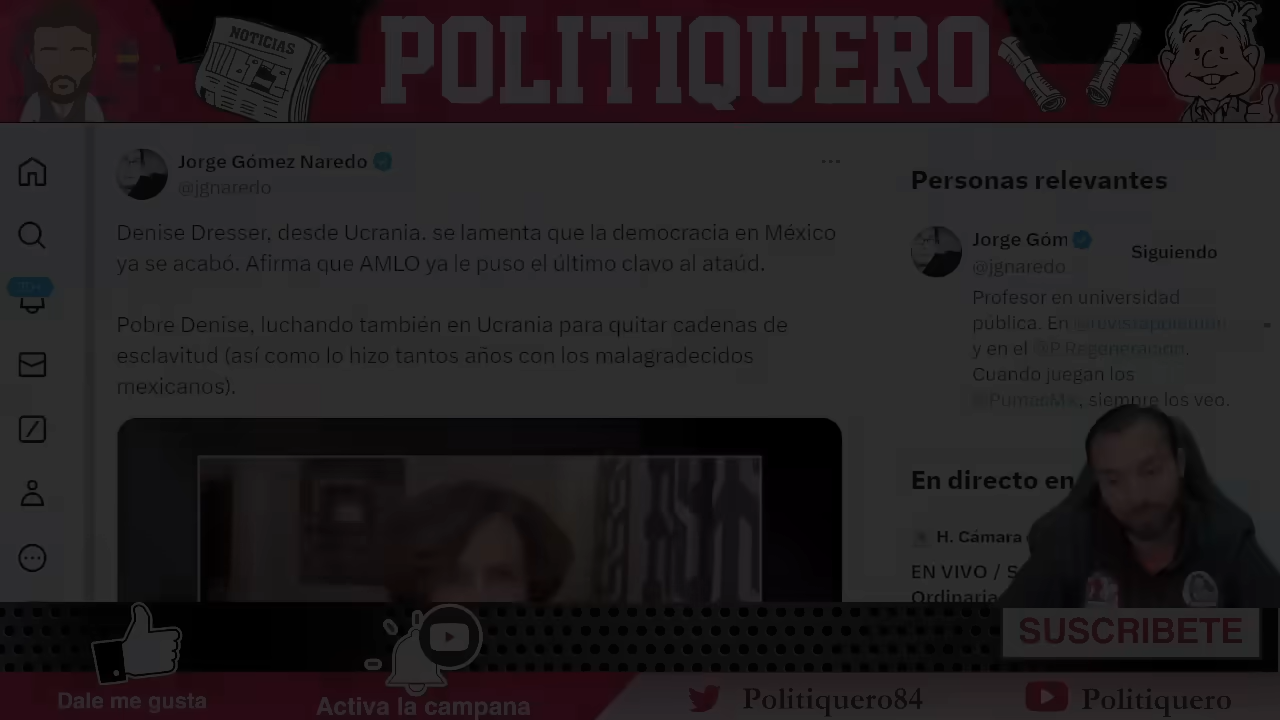 NOTICIAS
POLITIQUERO
Jorge Gómez Naredo
@jgnaredo
Denise Dresser, desde Ucrania. se lamenta que la democracia en México
ya se acabó. Afirma que AMLO ya le puso el último clavo al ataúd.
Pobre Denise, luchando también en Ucrania para quitar cadenas de
esclavitud (así como lo hizo tantos años con los malagradecidos
mexicanos).
Personas relevantes
Jorge Góm
@jgnaredo
Siguiendo
Profesor en universidad
pública. En @revistapolemon
y en el @P.Regeneracion.
Cuando juegan los
@PumasMx, siempre los veo.
En directo en
H. Cámara
EN VIVO / S
Ordinaria
SUSCRIBETE
Dale me gusta
Activa la campana
Politiquero84
Politiquero